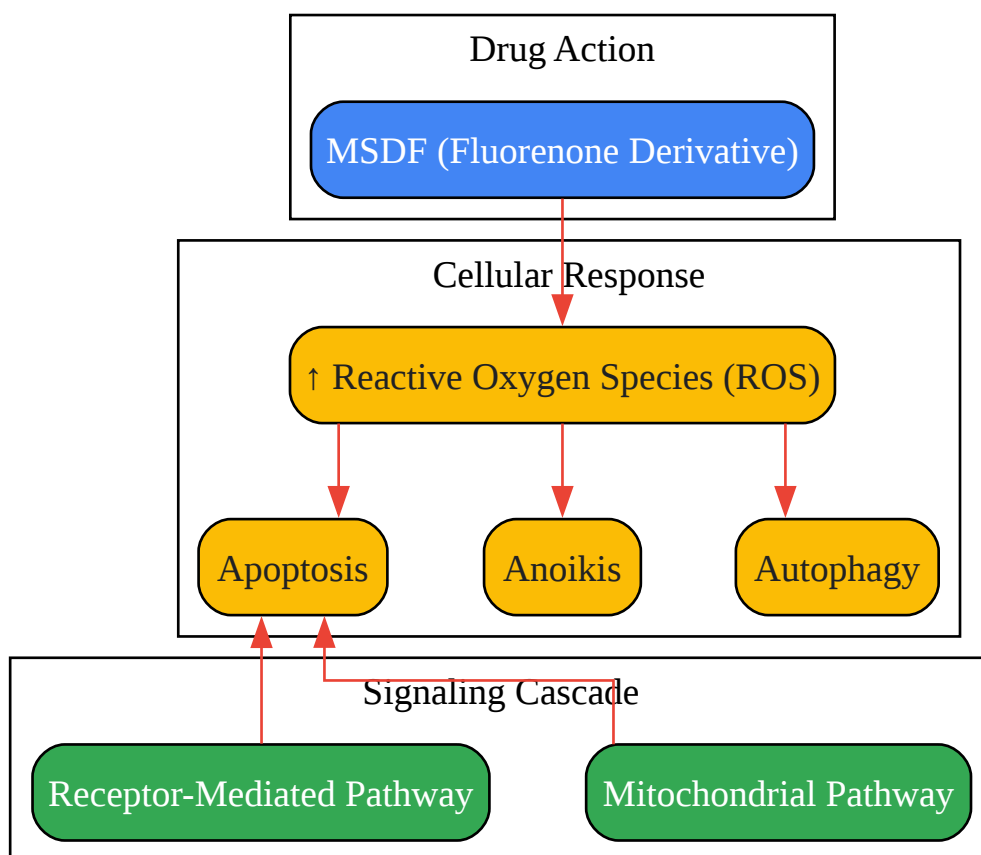 Drug Action
MSDF (Fluorenone Derivative)
Cellular Response
↑ Reactive Oxygen Species (ROS)
Apoptosis
Anoikis
Autophagy
Signaling Cascade
Receptor-Mediated Pathway
Mitochondrial Pathway